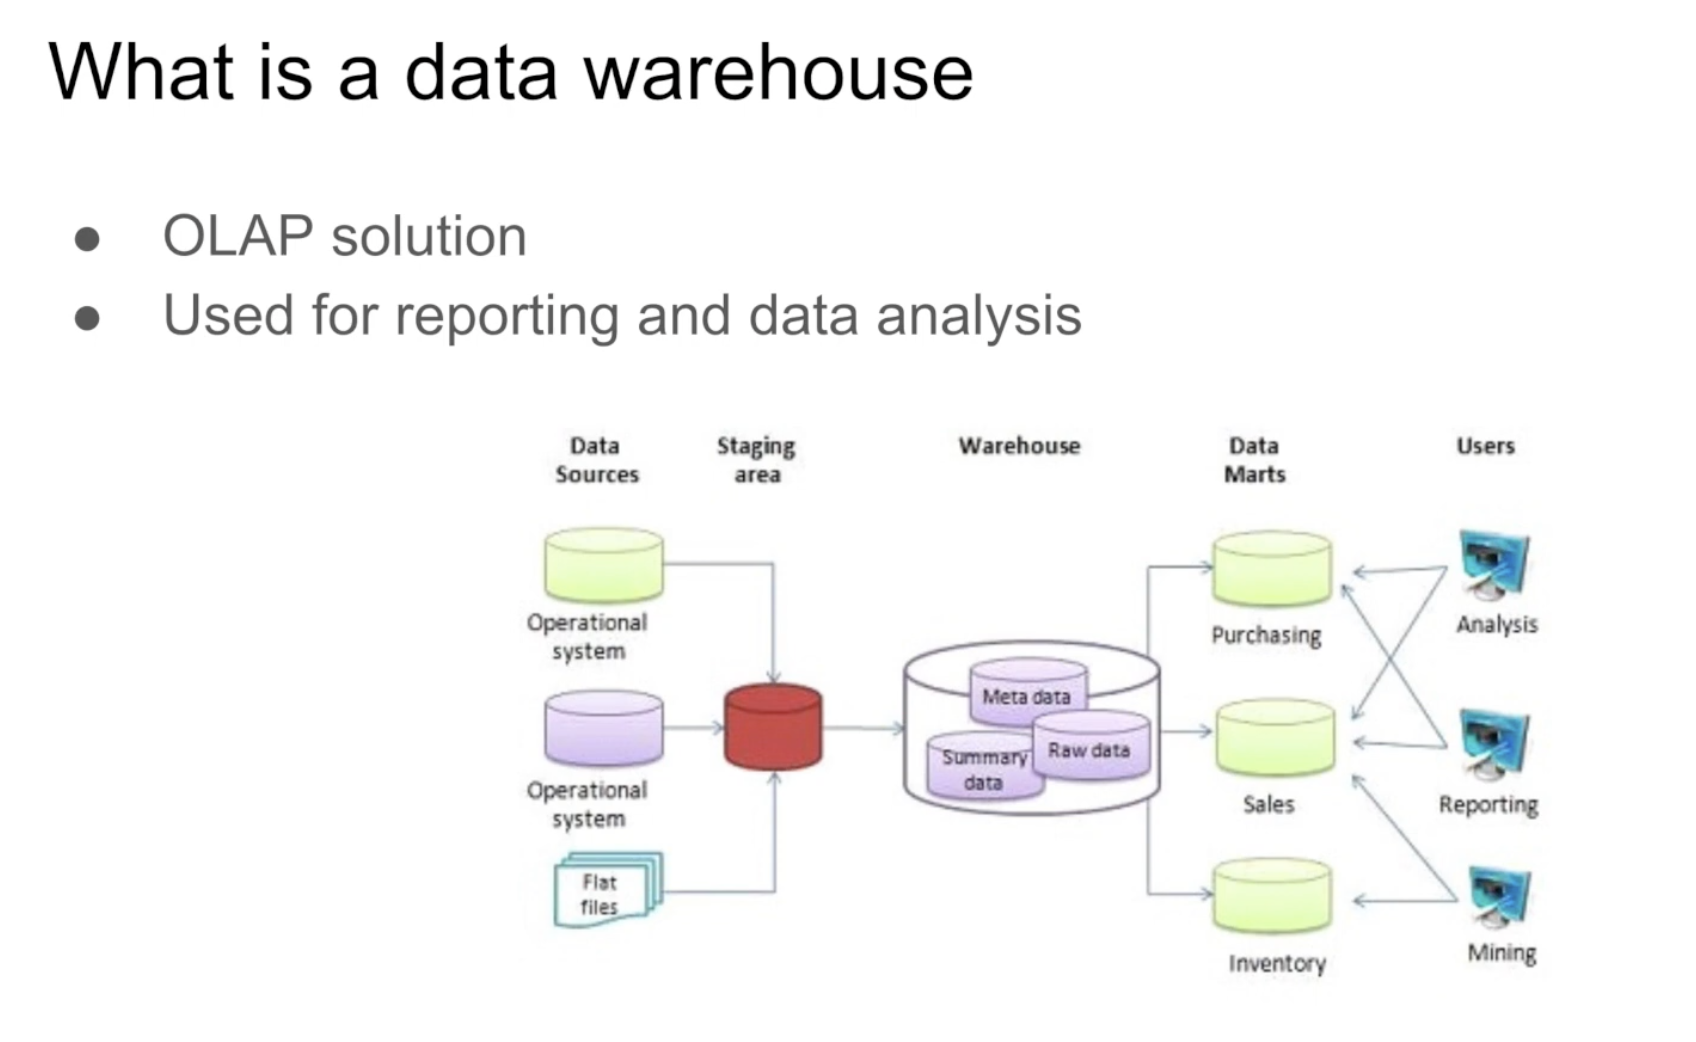 What is a data warehouse
● OLAP solution
● Used for reporting and data analysis
Data
Sources
Staging
area
Warehouse
Data
Marts
Users
Operational
system
Operational
system
Flat
files
Meta data
Summary
data
Raw data
Purchasing
Sales
Inventory
Analysis
Reporting
Mining